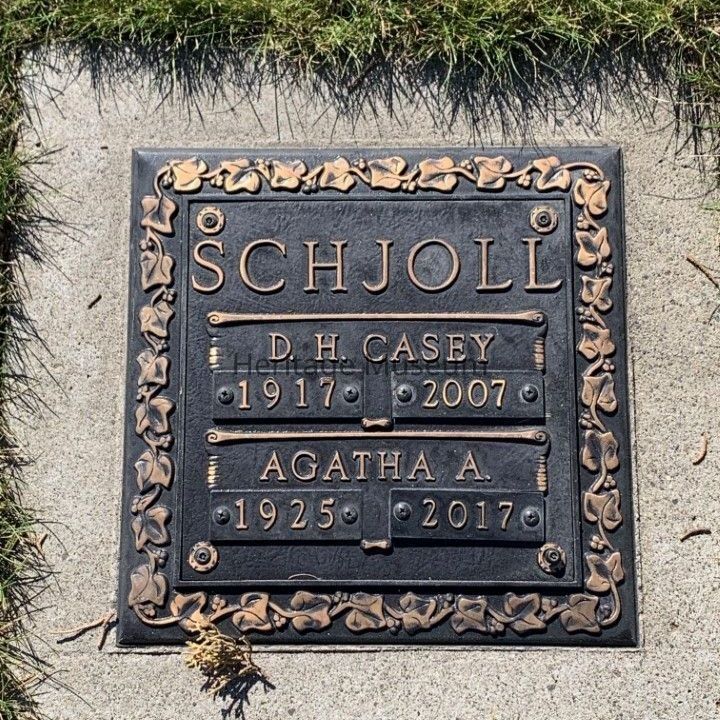 SCHJOLL
D.H. CASEY
Heritage Museum
1917 2007
AGATHA A.
1925 2017